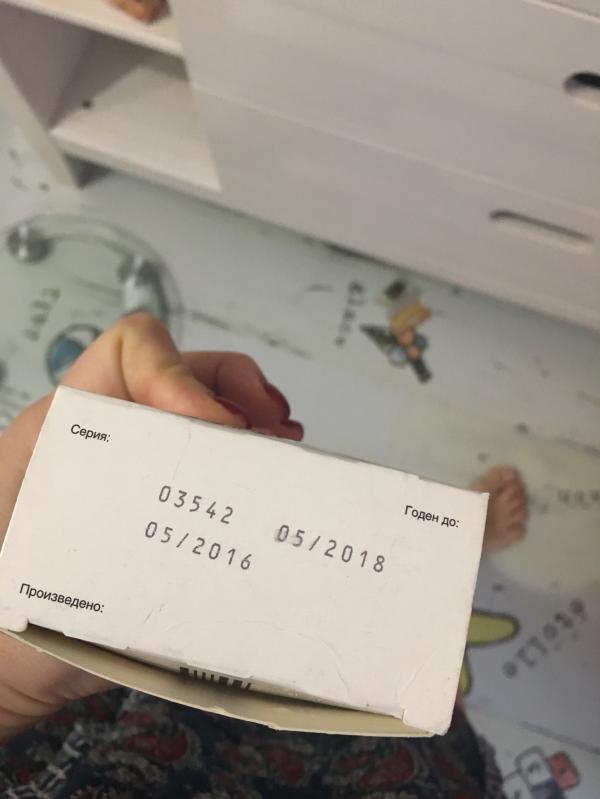 Серия:
03542
Годен до:
05/2016 05/2018
Произведено: